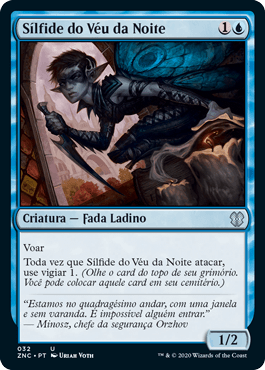 Sílfide do Véu da Noite 1
Criatura — Fada Ladino
Voar
Toda vez que Sílfide do Véu da Noite atacar,
use vigiar 1. (Olhe o card do topo de seu grimório.
Você pode colocar aquele card em seu cemitério.)
“Estamos no quadragésimo andar, com uma janela
e sem varanda. É impossível alguém entrar.”
— Minosz, chefe da segurança Orzhov
1/2
032 U
ZNC • PT Uriah Voth
™ & © 2020 Wizards of the Coast